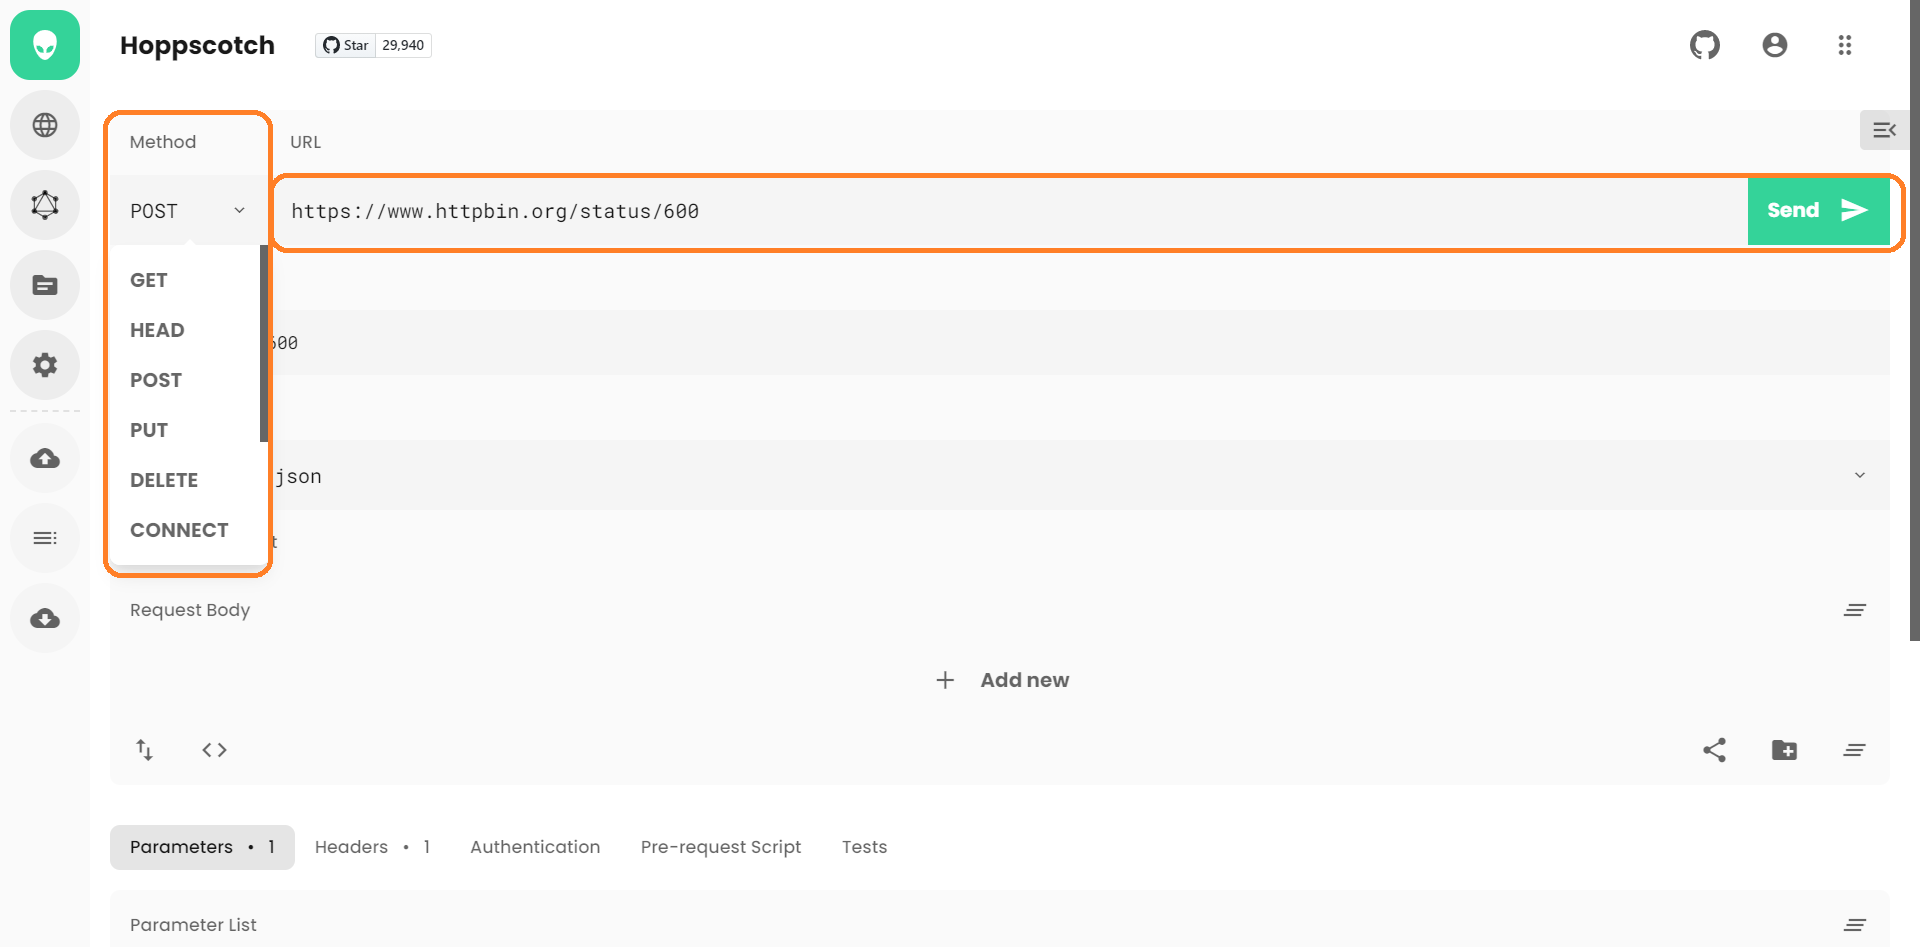 Hoppscotch
Star 29,940
Method URL
POST https://www.httpbin.org/status/600 Send
GET
HEAD
600
POST
PUT
DELETE
json
CONNECT
t
Request Body
Add new
Parameters • 1 Headers • 1 Authentication Pre-request Script Tests
Parameter List